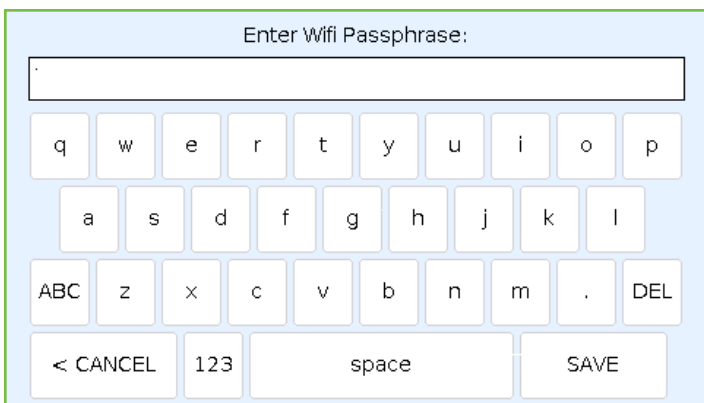 Enter Wifi Passphrase:
q w e r t y u i o p
a s d f g h j k l
ABC z x c v b n m . DEL
< CANCEL 123 space SAVE